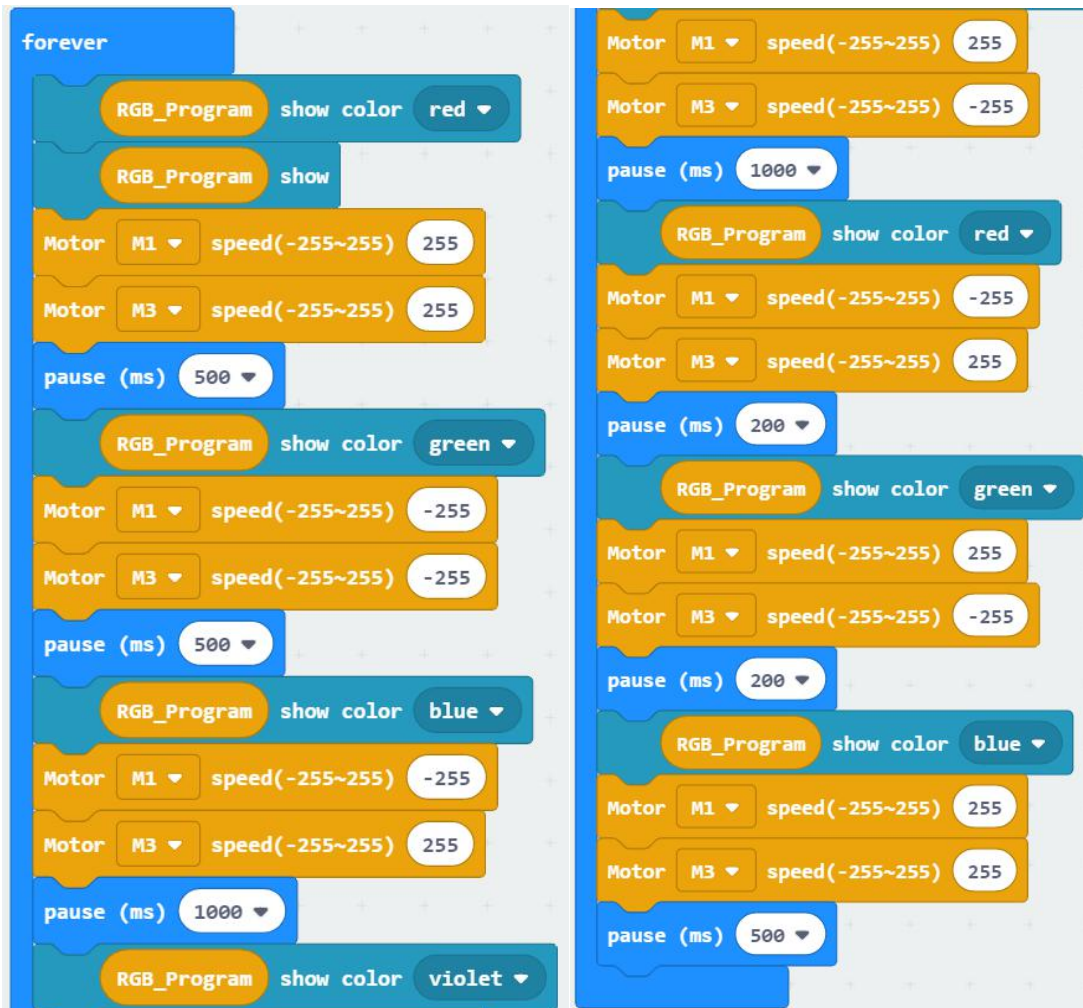 forever
RGB_Program show color red
RGB_Program show
Motor M1 speed(-255~255) 255
Motor M3 speed(-255~255) 255
pause (ms) 500
RGB_Program show color green
Motor M1 speed(-255~255) -255
Motor M3 speed(-255~255) -255
pause (ms) 500
RGB_Program show color blue
Motor M1 speed(-255~255) -255
Motor M3 speed(-255~255) 255
pause (ms) 1000
RGB_Program show color violet
Motor M1 speed(-255~255) 255
Motor M3 speed(-255~255) -255
pause (ms) 1000
RGB_Program show color red
Motor M1 speed(-255~255) -255
Motor M3 speed(-255~255) 255
pause (ms) 200
RGB_Program show color green
Motor M1 speed(-255~255) 255
Motor M3 speed(-255~255) -255
pause (ms) 200
RGB_Program show color blue
Motor M1 speed(-255~255) 255
Motor M3 speed(-255~255) 255
pause (ms) 500